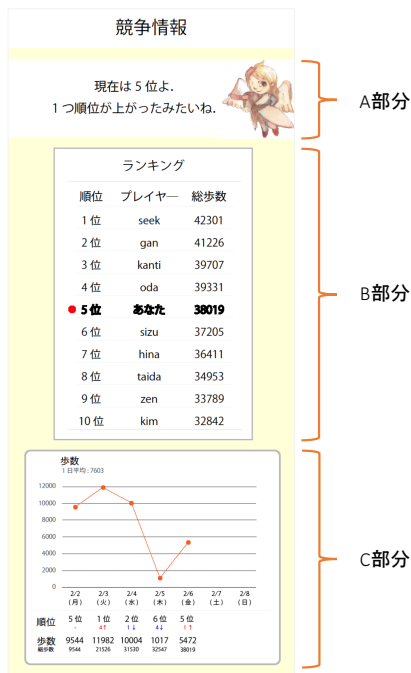 競争情報
現在は 5 位よ.
1 つ順位が上がったみたいね.
A部分
ランキング
順位 プレイヤー 総歩数
1 位 seek 42301
2 位 gan 41226
3 位 kanti 39707
4 位 oda 39331
5 位 あなた 38019
6 位 sizu 37205
7 位 hina 36411
8 位 taida 34953
9 位 zen 33789
10 位 kim 32842
B部分
歩数
1 日平均 : 7603
12000
10000
8000
6000
4000
2000
0
2/2 2/3 2/4 2/5 2/6 2/7 2/8
(月) (火) (水) (木) (金) (土) (日)
順位 5 位 1 位 2 位 6 位 5 位
- 4↑ 1↓ 4↓ 1↑
歩数 9544 11982 10004 1017 5472
総歩数 9544 21526 31530 32547 38019
C部分